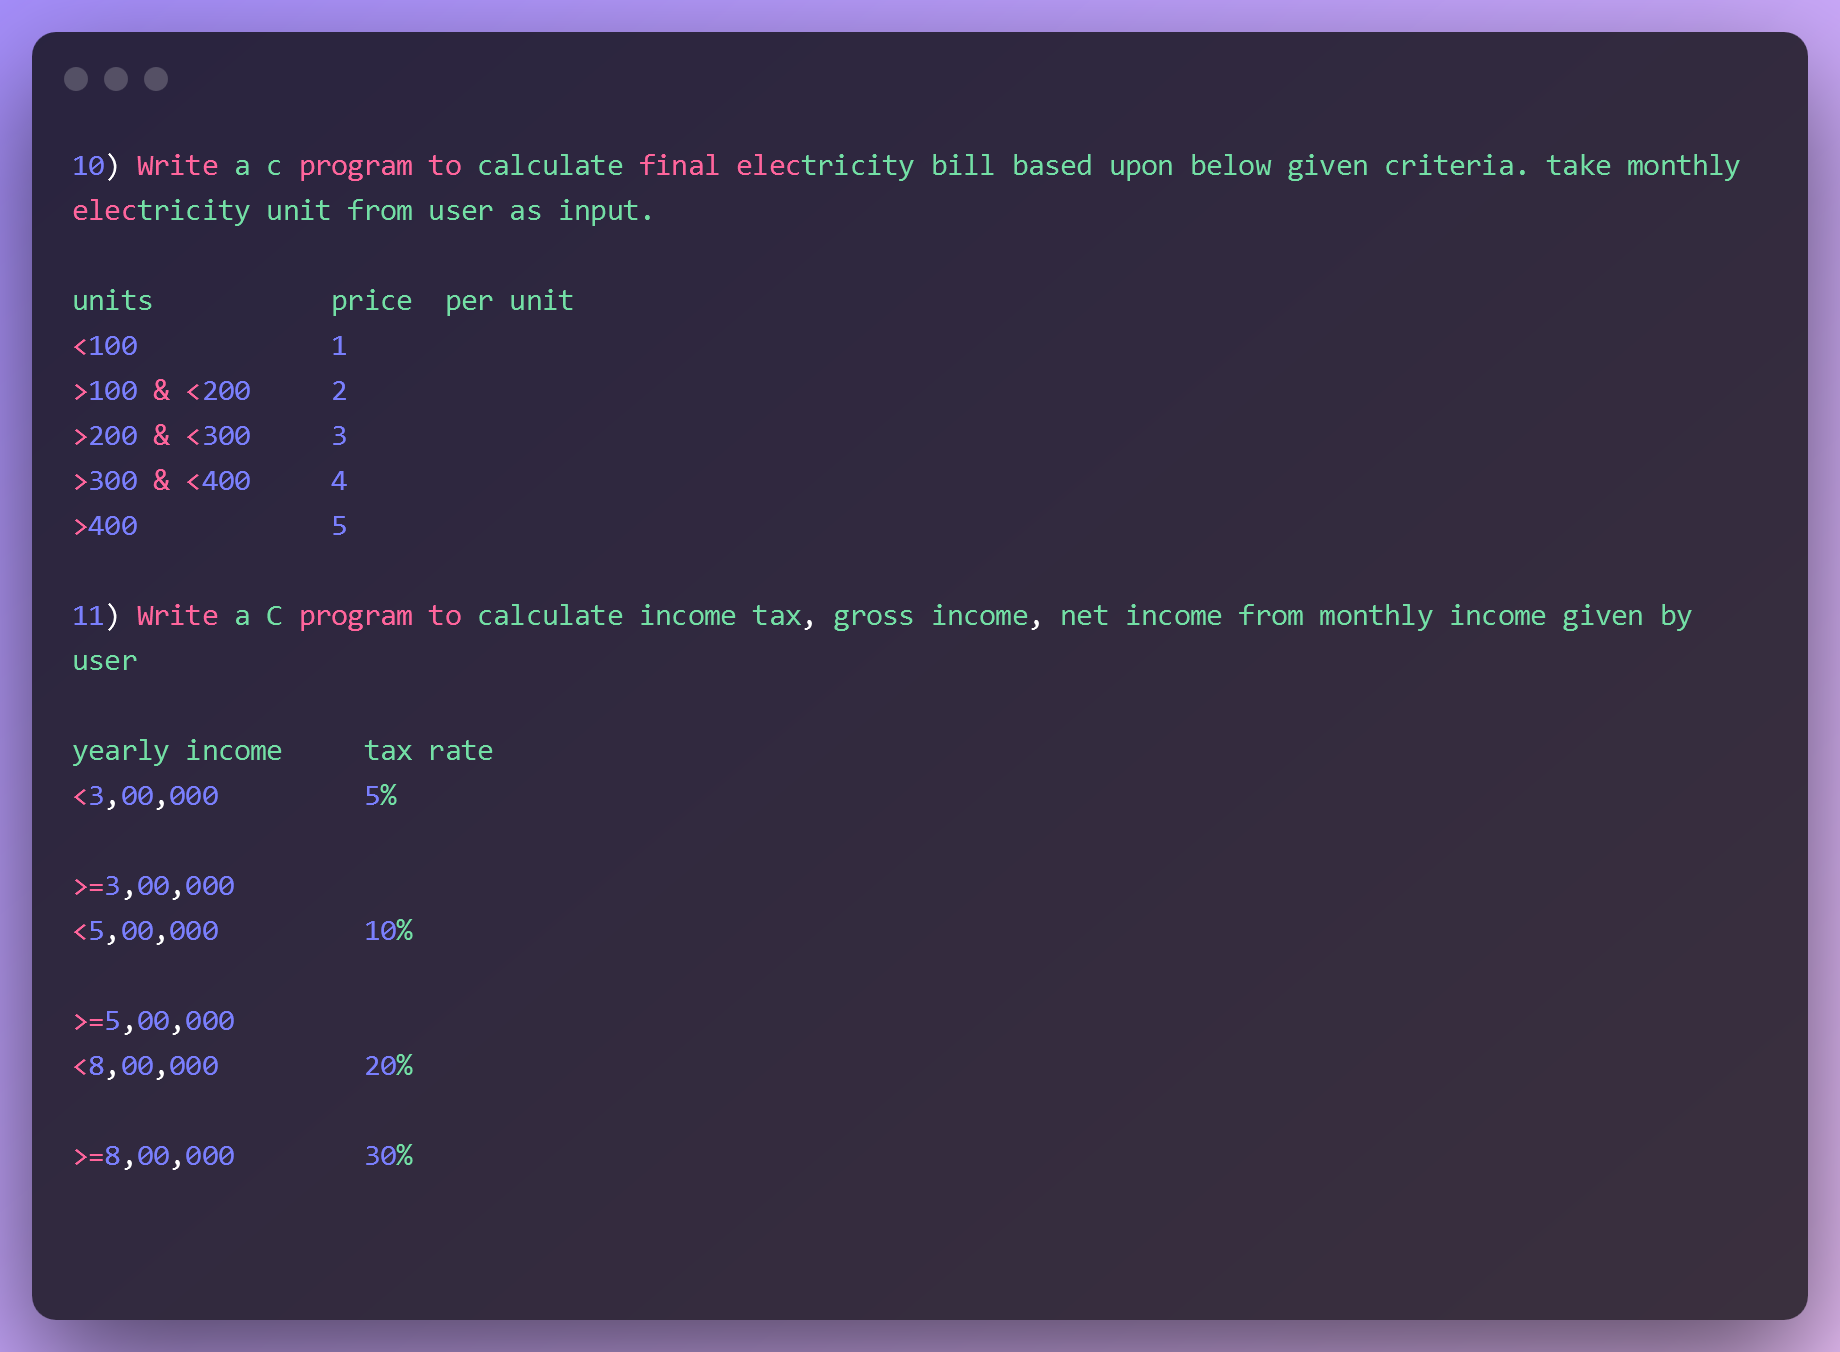 10) Write a c program to calculate final electricity bill based upon below given criteria. take monthly
electricity unit from user as input.
units           price  per unit
<100            1
>100 & <200     2
>200 & <300     3
>300 & <400     4
>400            5
11) Write a C program to calculate income tax, gross income, net income from monthly income given by
user
yearly income     tax rate
<3,00,000         5%
>=3,00,000
<5,00,000         10%
>=5,00,000
<8,00,000         20%
>=8,00,000        30%